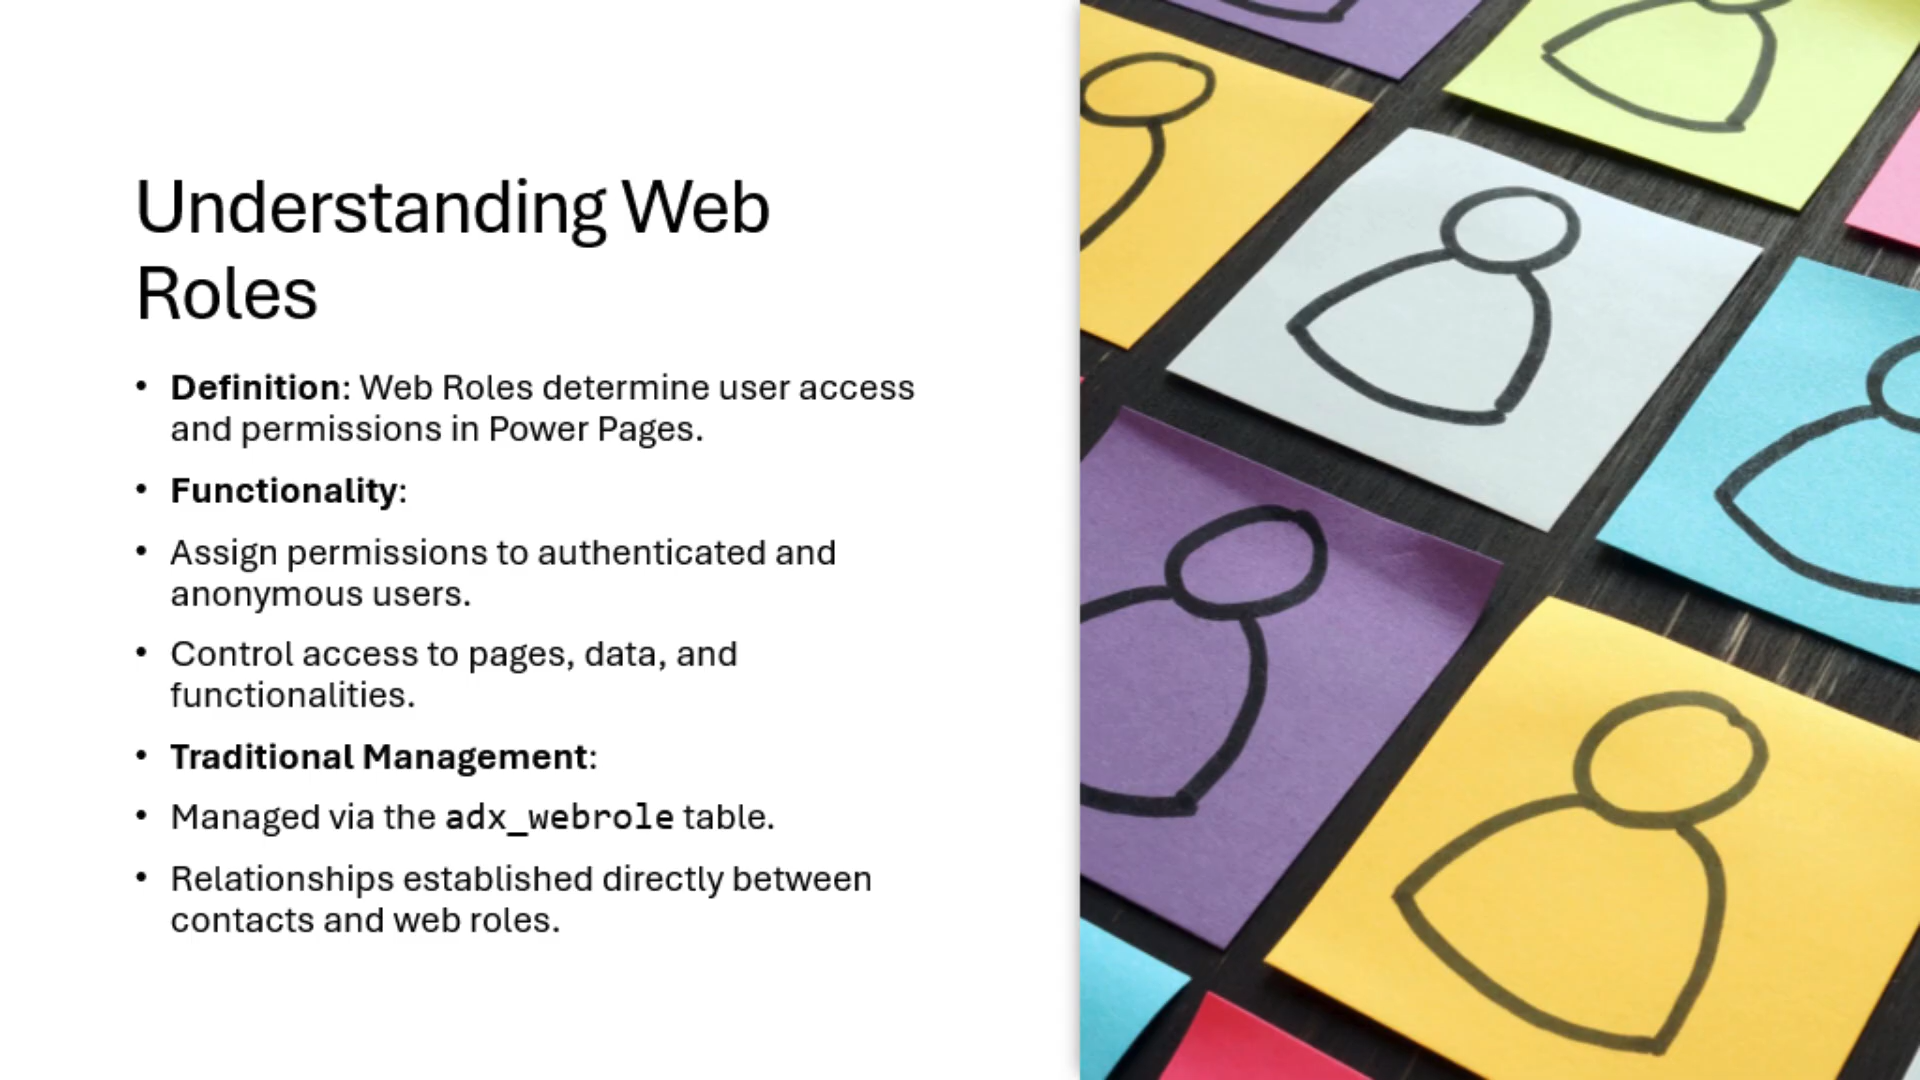 Understanding Web
Roles
• Definition: Web Roles determine user access
and permissions in Power Pages.
• Functionality:
• Assign permissions to authenticated and
anonymous users.
• Control access to pages, data, and
functionalities.
• Traditional Management:
• Managed via the adx_webrole table.
• Relationships established directly between
contacts and web roles.